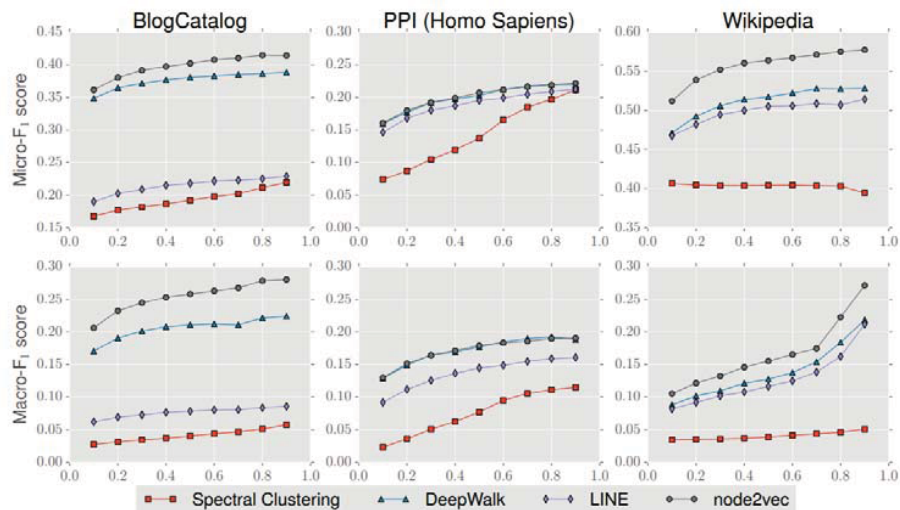 BlogCatalog PPI (Homo Sapiens) Wikipedia
Micro-F1 score
0.45 0.40 0.35 0.30 0.25 0.20 0.15
0.0 0.2 0.4 0.6 0.8 1.0
0.30 0.25 0.20 0.15 0.10 0.05 0.00
0.0 0.2 0.4 0.6 0.8 1.0
0.60 0.55 0.50 0.45 0.40 0.35
0.0 0.2 0.4 0.6 0.8 1.0
Macro-F1 score
0.30 0.25 0.20 0.15 0.10 0.05 0.00
0.0 0.2 0.4 0.6 0.8 1.0
0.30 0.25 0.20 0.15 0.10 0.05 0.00
0.0 0.2 0.4 0.6 0.8 1.0
0.30 0.25 0.20 0.15 0.10 0.05 0.00
0.0 0.2 0.4 0.6 0.8 1.0
Spectral Clustering DeepWalk LINE node2vec